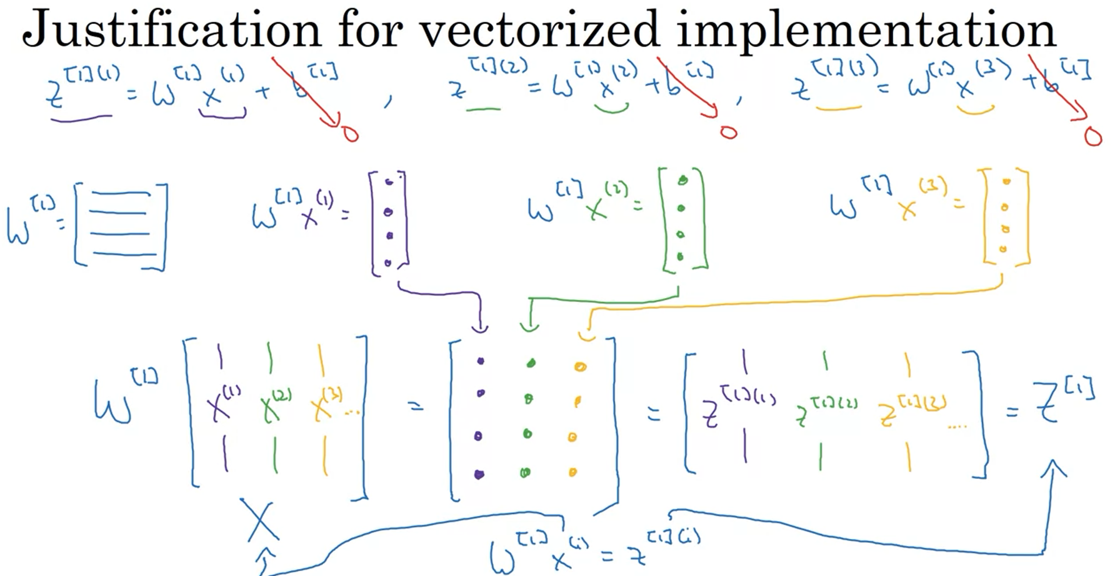 Justification for vectorized implementation
z^[1](1) = W^[1] x^(1) + b^[1] , z^[1](2) = W^[1] x^(2) + b^[1] , z^[1](3) = W^[1] x^(3) + b^[1]
0 0 0
W^[1] = W^[1] x^(1) = W^[1] x^(2) = W^[1] x^(3) =
W^[1] [ x^(1) x^(2) x^(3) ... ] = = [ z^[1](1) z^[1](2) z^[1](3) .... ] = Z^[1]
X
W^[1] x^(i) = z^[1](i)